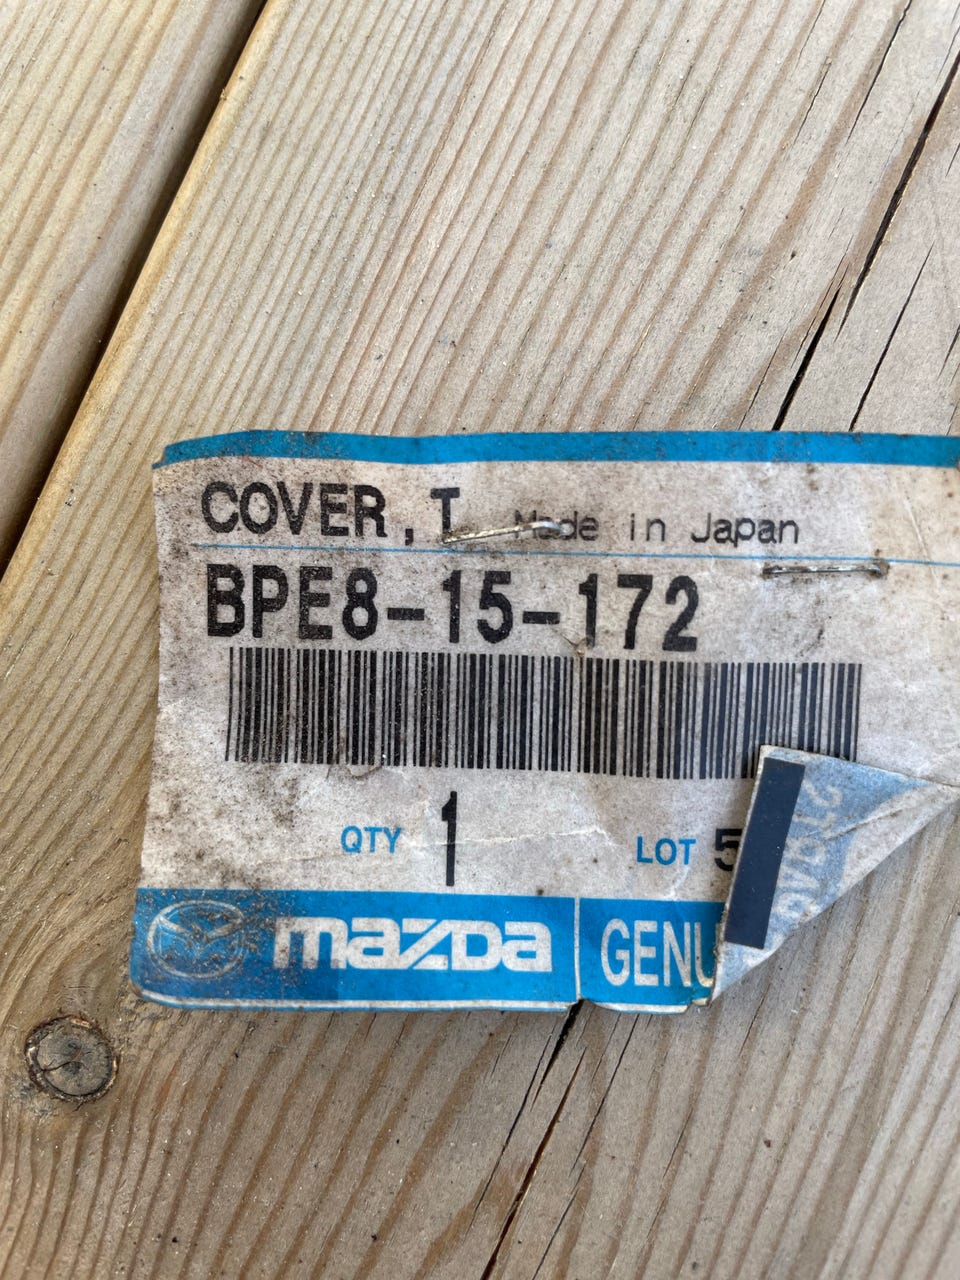 COVER, T Made in Japan
BPE8-15-172
QTY 1 LOT 5
mazda GENU